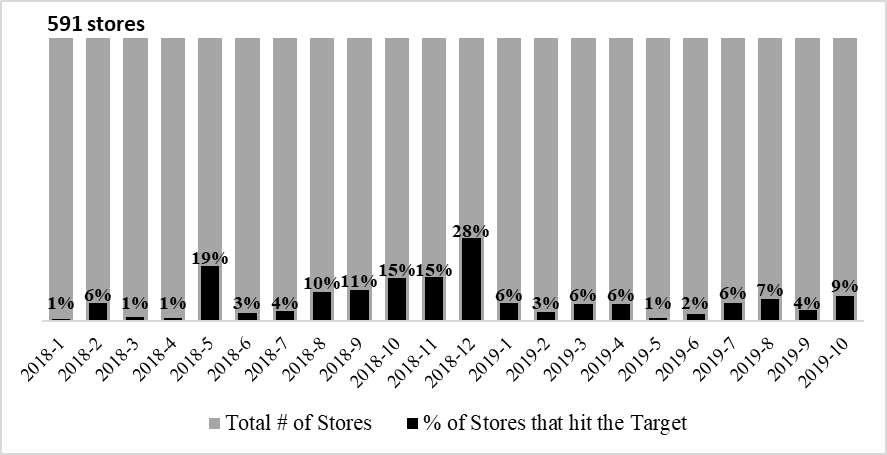 591 stores
1% 6% 1% 1% 19% 3% 4% 10% 11% 15% 15% 28% 6% 3% 6% 6% 1% 2% 6% 7% 4% 9%
2018-1 2018-2 2018-3 2018-4 2018-5 2018-6 2018-7 2018-8 2018-9 2018-10 2018-11 2018-12 2019-1 2019-2 2019-3 2019-4 2019-5 2019-6 2019-7 2019-8 2019-9 2019-10
Total # of Stores % of Stores that hit the Target